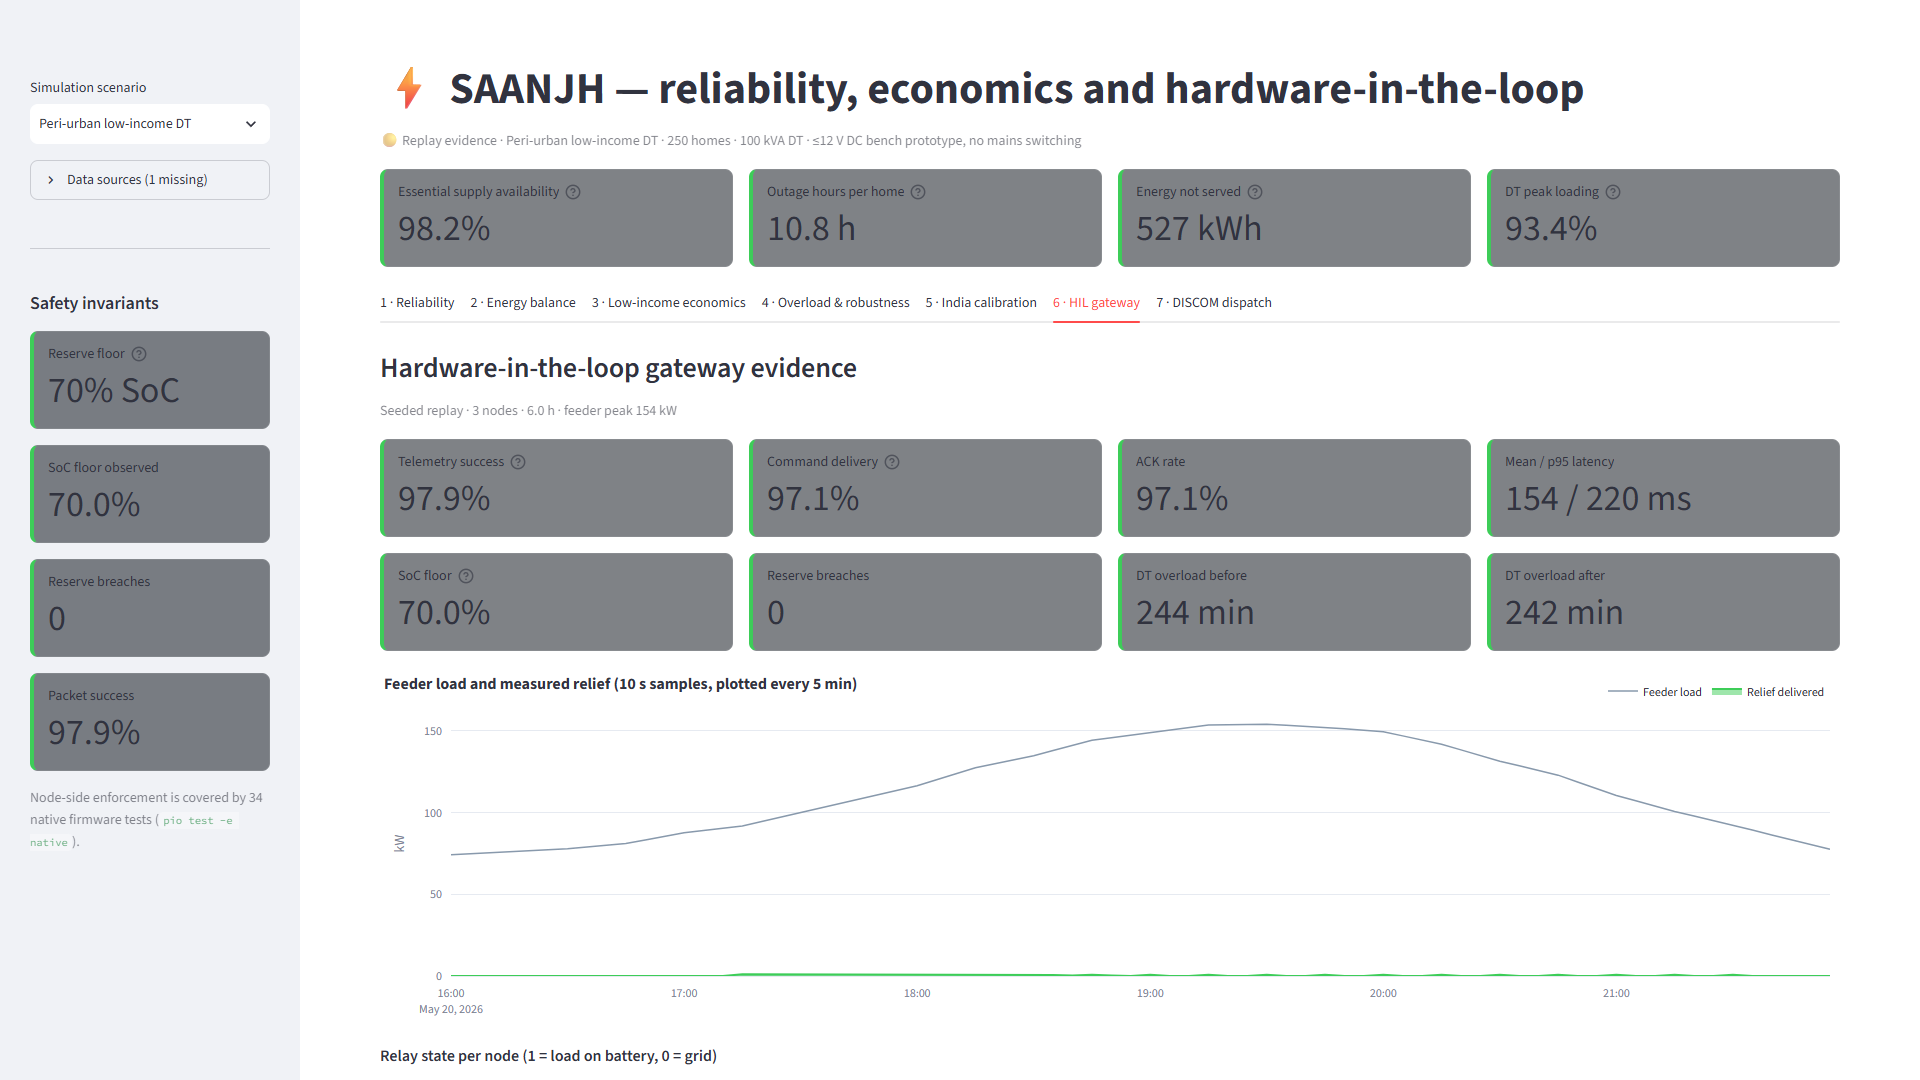 Simulation scenario
Peri-urban low-income DT
Data sources (1 missing)
Safety invariants
Reserve floor
70% SoC
SoC floor observed
70.0%
Reserve breaches
0
Packet success
97.9%
Node-side enforcement is covered by 34
native firmware tests ( pio test -e
native ).
SAANJH — reliability, economics and hardware-in-the-loop
Replay evidence · Peri-urban low-income DT · 250 homes · 100 kVA DT · ≤12 V DC bench prototype, no mains switching
Essential supply availability
98.2%
Outage hours per home
10.8 h
Energy not served
527 kWh
DT peak loading
93.4%
1 · Reliability 2 · Energy balance 3 · Low-income economics 4 · Overload & robustness 5 · India calibration 6 · HIL gateway 7 · DISCOM dispatch
Hardware-in-the-loop gateway evidence
Seeded replay · 3 nodes · 6.0 h · feeder peak 154 kW
Telemetry success
97.9%
Command delivery
97.1%
ACK rate
97.1%
Mean / p95 latency
154 / 220 ms
SoC floor
70.0%
Reserve breaches
0
DT overload before
244 min
DT overload after
242 min
Feeder load and measured relief (10 s samples, plotted every 5 min)
Feeder load Relief delivered
150
100
50
0
kW
16:00 17:00 18:00 19:00 20:00 21:00
May 20, 2026
Relay state per node (1 = load on battery, 0 = grid)